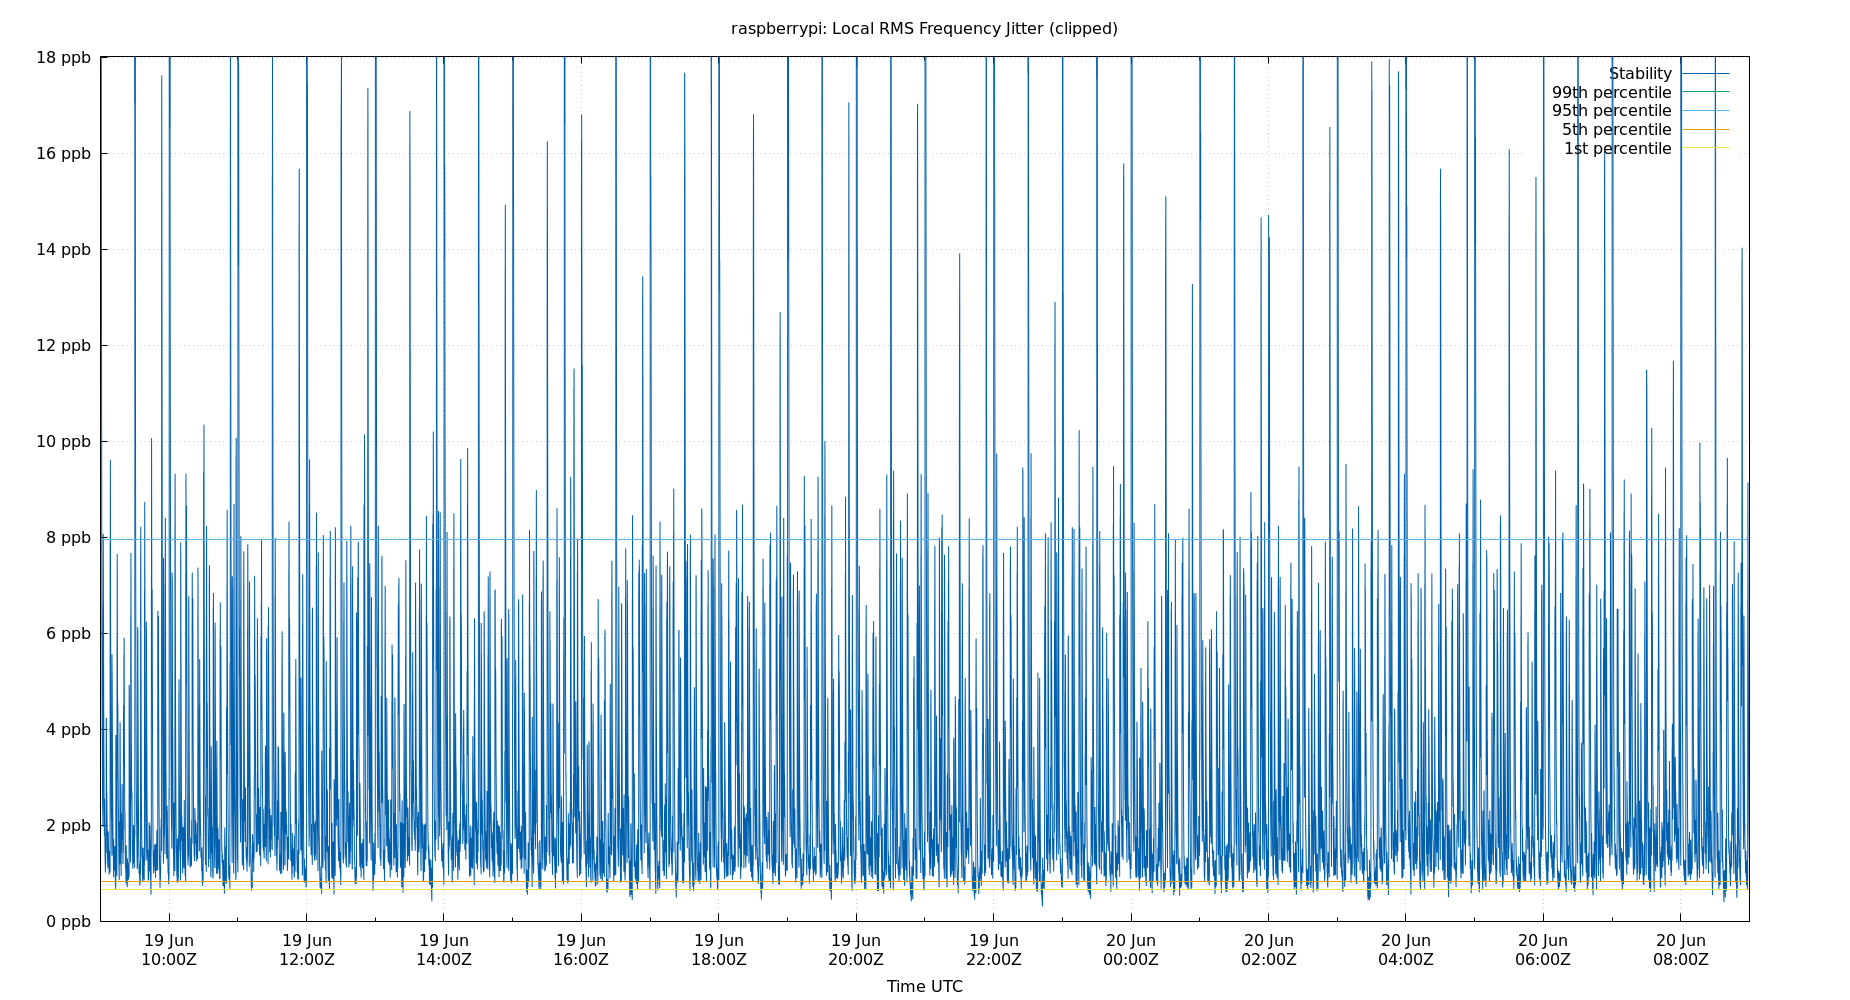 raspberrypi: Local RMS Frequency Jitter (clipped)
18 ppb
16 ppb
14 ppb
12 ppb
10 ppb
8 ppb
6 ppb
4 ppb
2 ppb
0 ppb
Stability
99th percentile
95th percentile
5th percentile
1st percentile
19 Jun 19 Jun 19 Jun 19 Jun 19 Jun 19 Jun 19 Jun 20 Jun 20 Jun 20 Jun 20 Jun 20 Jun
10:00Z 12:00Z 14:00Z 16:00Z 18:00Z 20:00Z 22:00Z 00:00Z 02:00Z 04:00Z 06:00Z 08:00Z
Time UTC